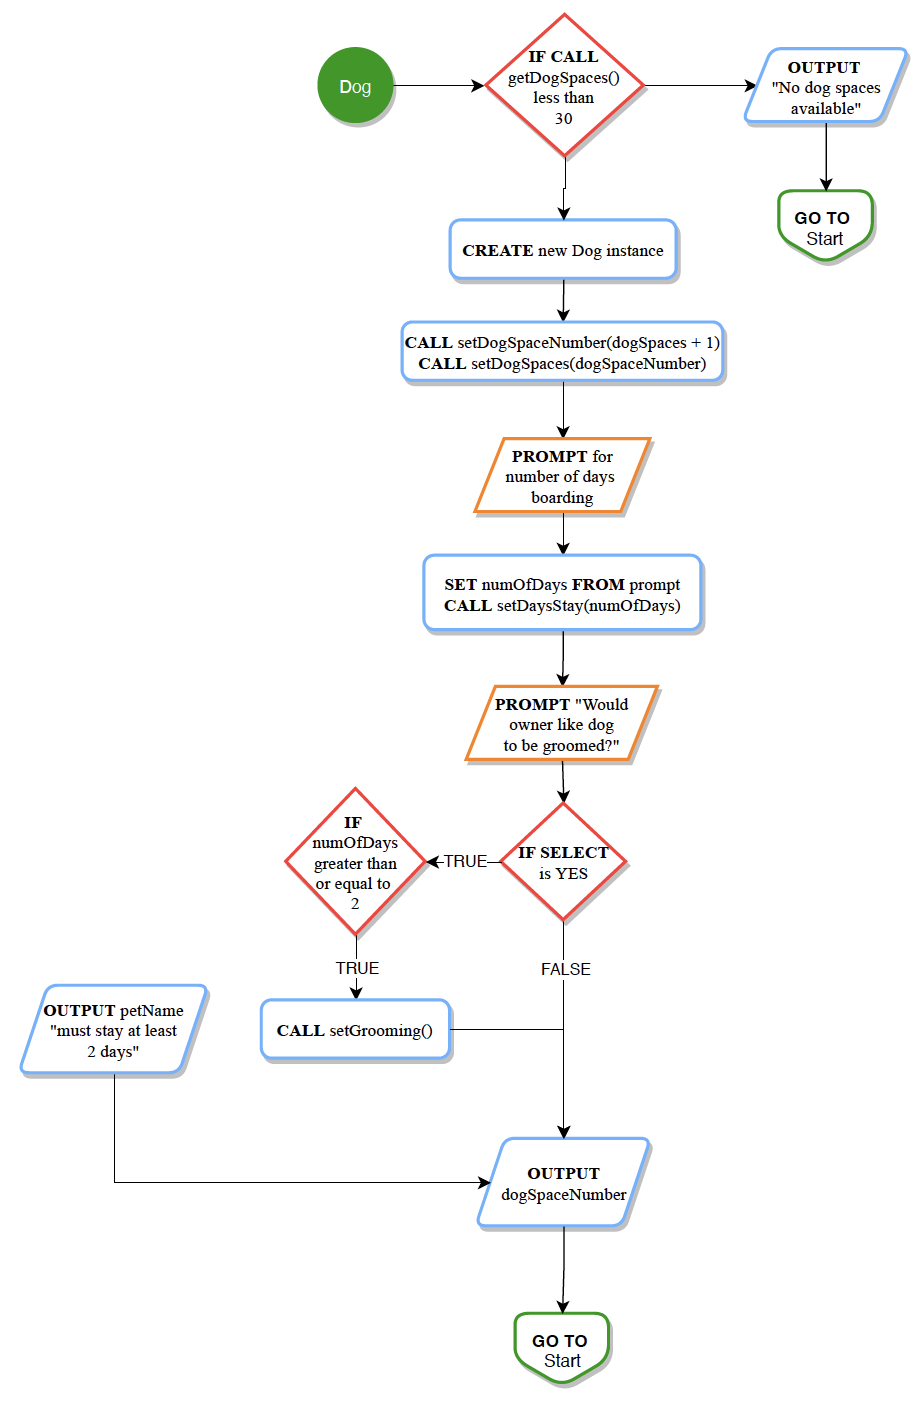 Dog
IF CALL
getDogSpaces()
less than
30
OUTPUT
"No dog spaces
available"
GO TO
Start
CREATE new Dog instance
CALL setDogSpaceNumber(dogSpaces + 1)
CALL setDogSpaces(dogSpaceNumber)
PROMPT for
number of days
boarding
SET numOfDays FROM prompt
CALL setDaysStay(numOfDays)
PROMPT "Would
owner like dog
to be groomed?"
IF SELECT
is YES
TRUE
IF
numOfDays
greater than
or equal to
2
TRUE
FALSE
CALL setGrooming()
OUTPUT petName
"must stay at least
2 days"
OUTPUT
dogSpaceNumber
GO TO
Start